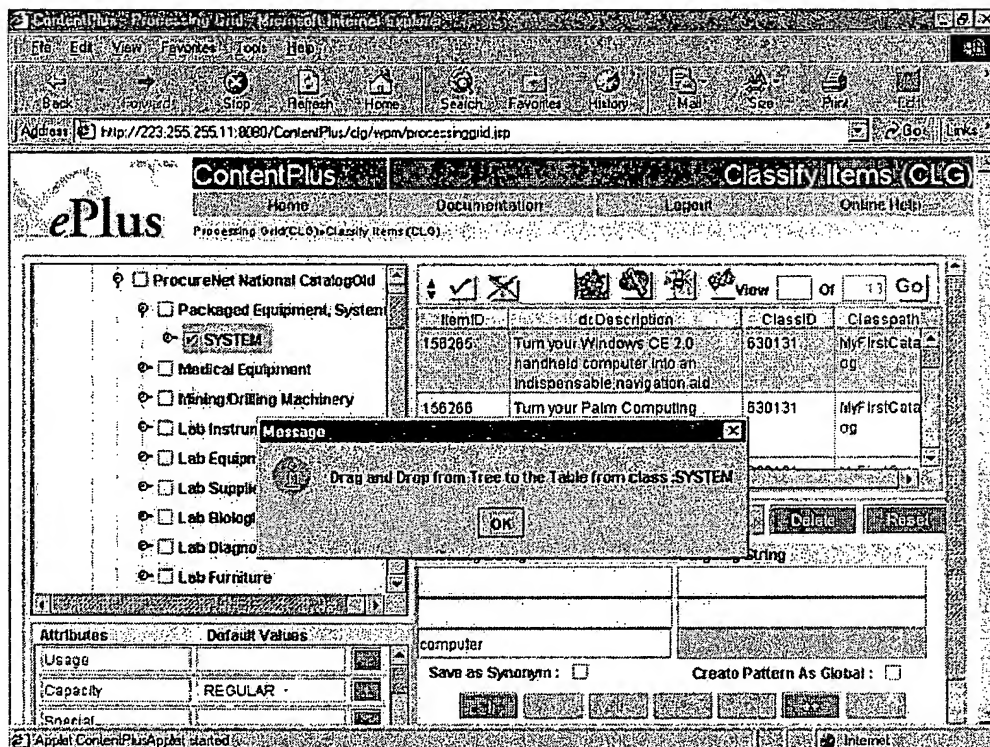 ContentPlus - Processing Grid - Microsoft Internet Explorer
File Edit View Favorites Tools Help
Back Forward Stop Refresh Home Search Favorites History Mail Size Print Edit
Address http://223.255.255.11:8080/ContentPlus/clg/wpm/processinggrid.jsp Go Links
ePlus
ContentPlus Classify Items (CLG)
Home Documentation Logout Online Help
Processing Grid(CLG)>Classify Items(CLG)
ProcureNet National CatalogOld
Packaged Equipment, System
SYSTEM
Medical Equipment
Mining/Drilling Machinery
Lab Instrum
Lab Equipm
Lab Supplie
Lab Biologi
Lab Diagno
Lab Furniture
View Of 13 Go
ItemID drDescription ClassID Classpath
156265 Turn your Windows CE 2.0 handheld computer into an indispensable navigation aid 630131 MyFirstCata og
156266 Turn your Palm Computing 630131 MyFirstCata og
Message
Drag and Drop from Tree to the Table from class :SYSTEM
OK
Delete Reset
String
computer
Save as Synonym : Create Pattern As Global :
Attributes Default Values
Usage
Capacity REGULAR -
Special
Applet ContentPlusApplet started
Internet